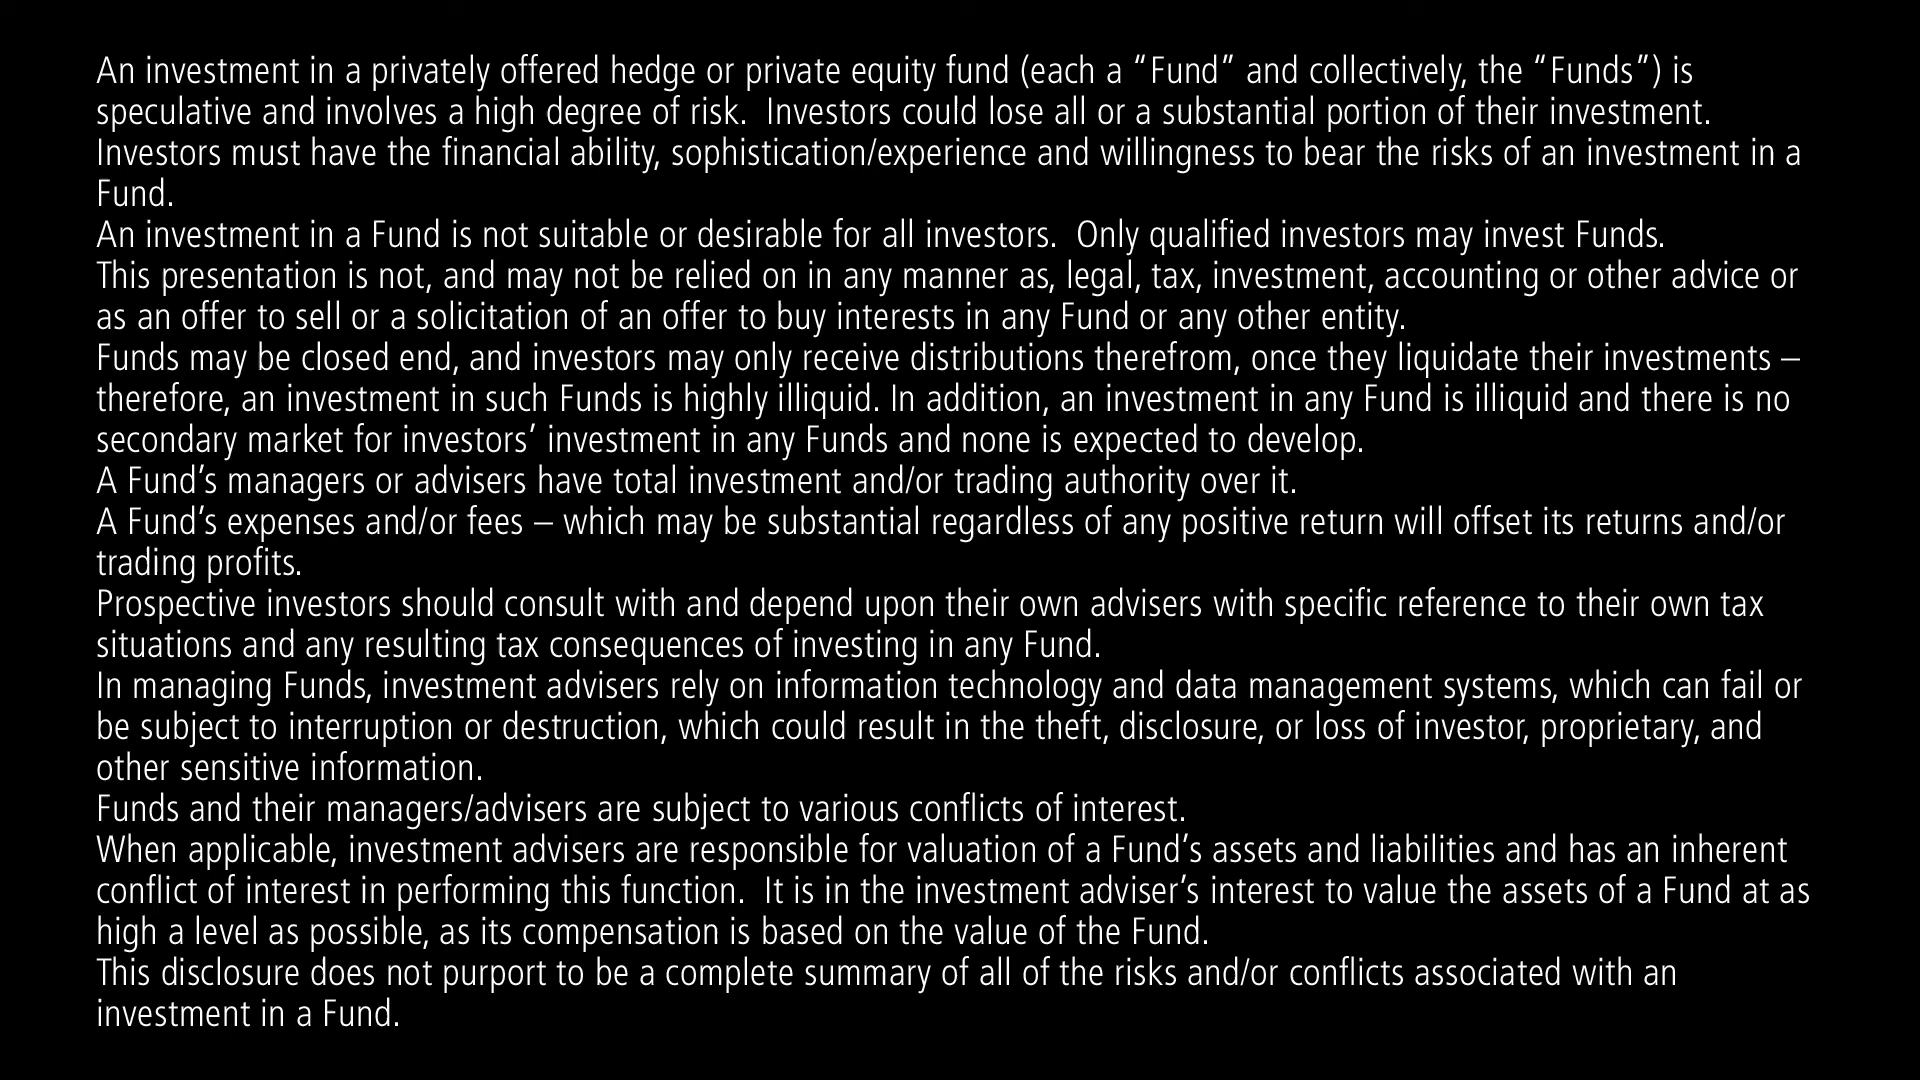 An investment in a privately offered hedge or private equity fund (each a “Fund” and collectively, the “Funds”) is
speculative and involves a high degree of risk.  Investors could lose all or a substantial portion of their investment.
Investors must have the financial ability, sophistication/experience and willingness to bear the risks of an investment in a
Fund.
An investment in a Fund is not suitable or desirable for all investors.  Only qualified investors may invest Funds.
This presentation is not, and may not be relied on in any manner as, legal, tax, investment, accounting or other advice or
as an offer to sell or a solicitation of an offer to buy interests in any Fund or any other entity.
Funds may be closed end, and investors may only receive distributions therefrom, once they liquidate their investments –
therefore, an investment in such Funds is highly illiquid. In addition, an investment in any Fund is illiquid and there is no
secondary market for investors’ investment in any Funds and none is expected to develop.
A Fund’s managers or advisers have total investment and/or trading authority over it.
A Fund’s expenses and/or fees – which may be substantial regardless of any positive return will offset its returns and/or
trading profits.
Prospective investors should consult with and depend upon their own advisers with specific reference to their own tax
situations and any resulting tax consequences of investing in any Fund.
In managing Funds, investment advisers rely on information technology and data management systems, which can fail or
be subject to interruption or destruction, which could result in the theft, disclosure, or loss of investor, proprietary, and
other sensitive information.
Funds and their managers/advisers are subject to various conflicts of interest.
When applicable, investment advisers are responsible for valuation of a Fund’s assets and liabilities and has an inherent
conflict of interest in performing this function.  It is in the investment adviser’s interest to value the assets of a Fund at as
high a level as possible, as its compensation is based on the value of the Fund.
This disclosure does not purport to be a complete summary of all of the risks and/or conflicts associated with an
investment in a Fund.